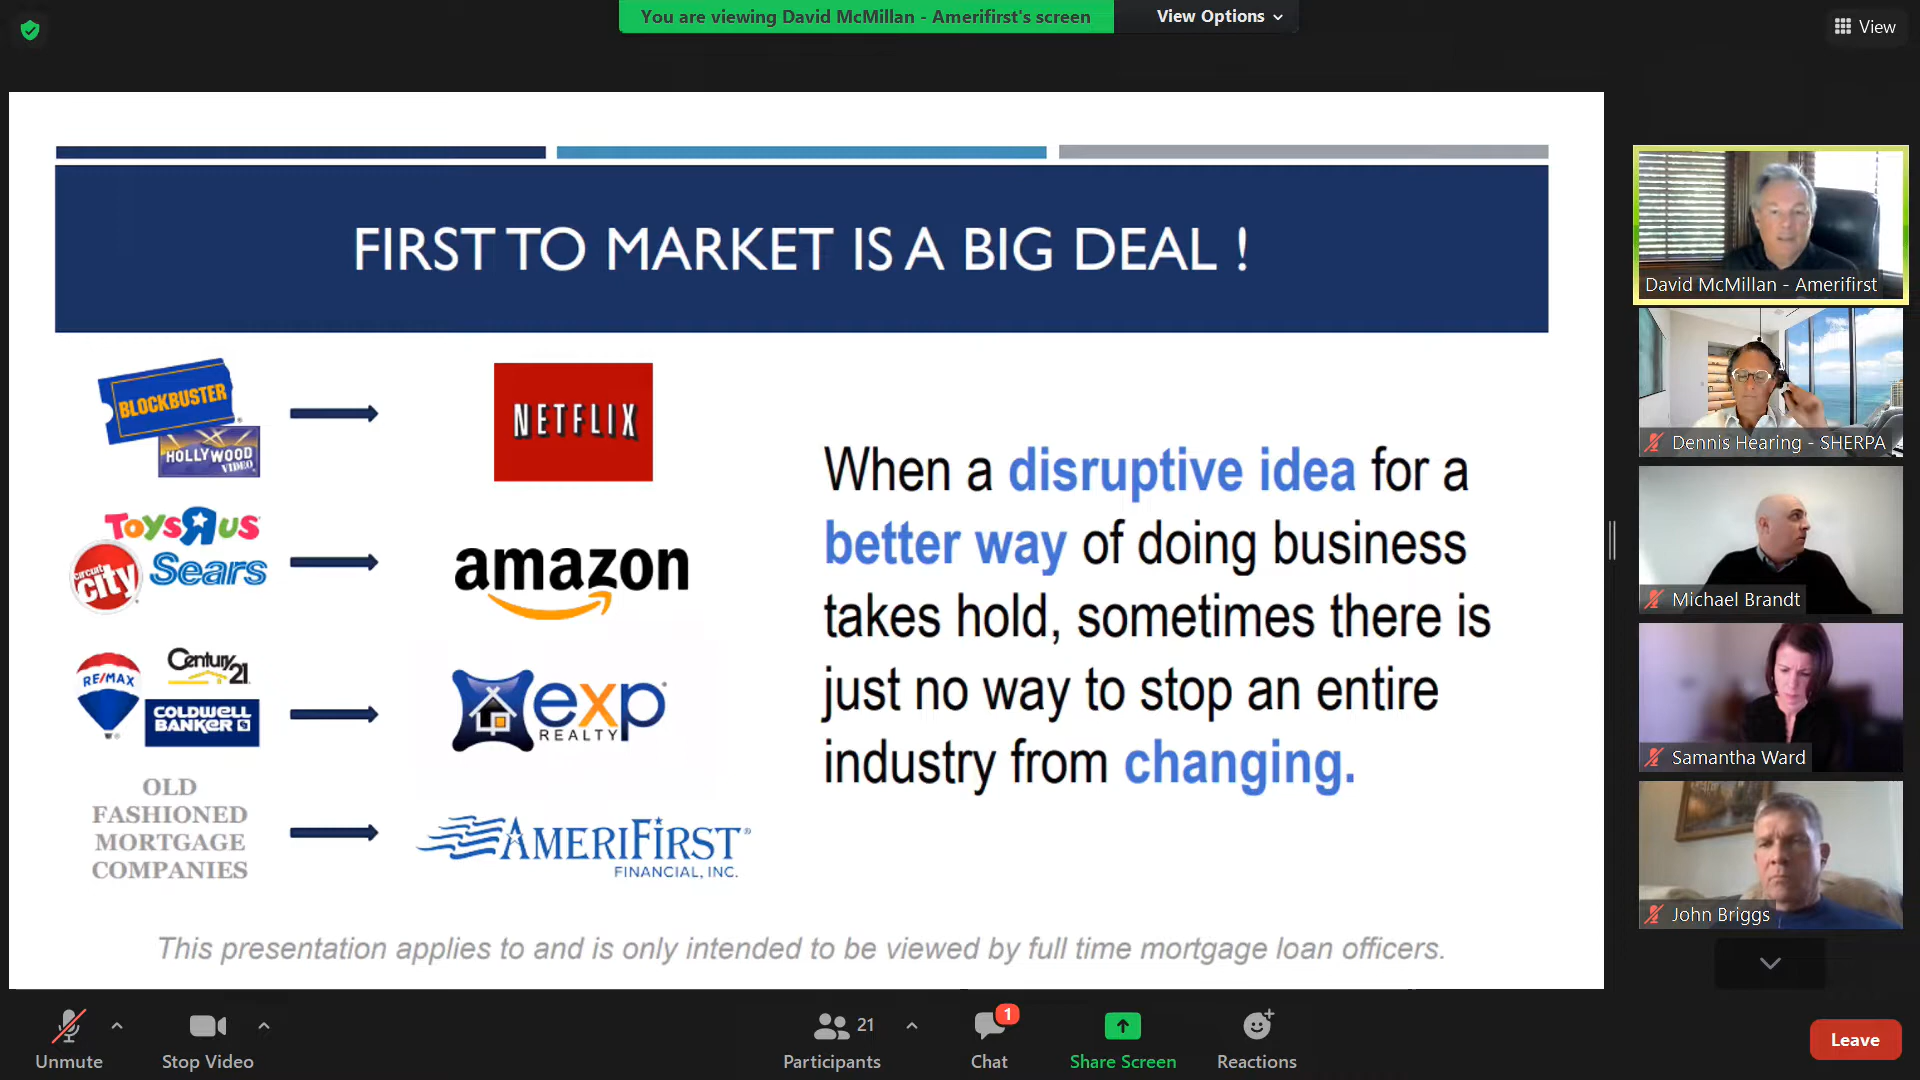 You are viewing David McMillan - Amerifirst's screen
View Options
View
FIRST TO MARKET IS A BIG DEAL !
BLOCKBUSTER
HOLLYWOOD
VIDEO
NETFLIX
TOYSRUS
circuit
city
Sears
amazon
RE/MAX
Century
21
COLDWELL
BANKER
exp
REALTY
OLD
FASHIONED
MORTGAGE
COMPANIES
AMERIFIRST®
FINANCIAL, INC.
When a disruptive idea for a
better way of doing business
takes hold, sometimes there is
just no way to stop an entire
industry from changing.
This presentation applies to and is only intended to be viewed by full time mortgage loan officers.
David McMillan - Amerifirst
Dennis Hearing - SHERPA
Michael Brandt
Samantha Ward
John Briggs
Unmute
Stop Video
21
Participants
1
Chat
Share Screen
Reactions
Leave